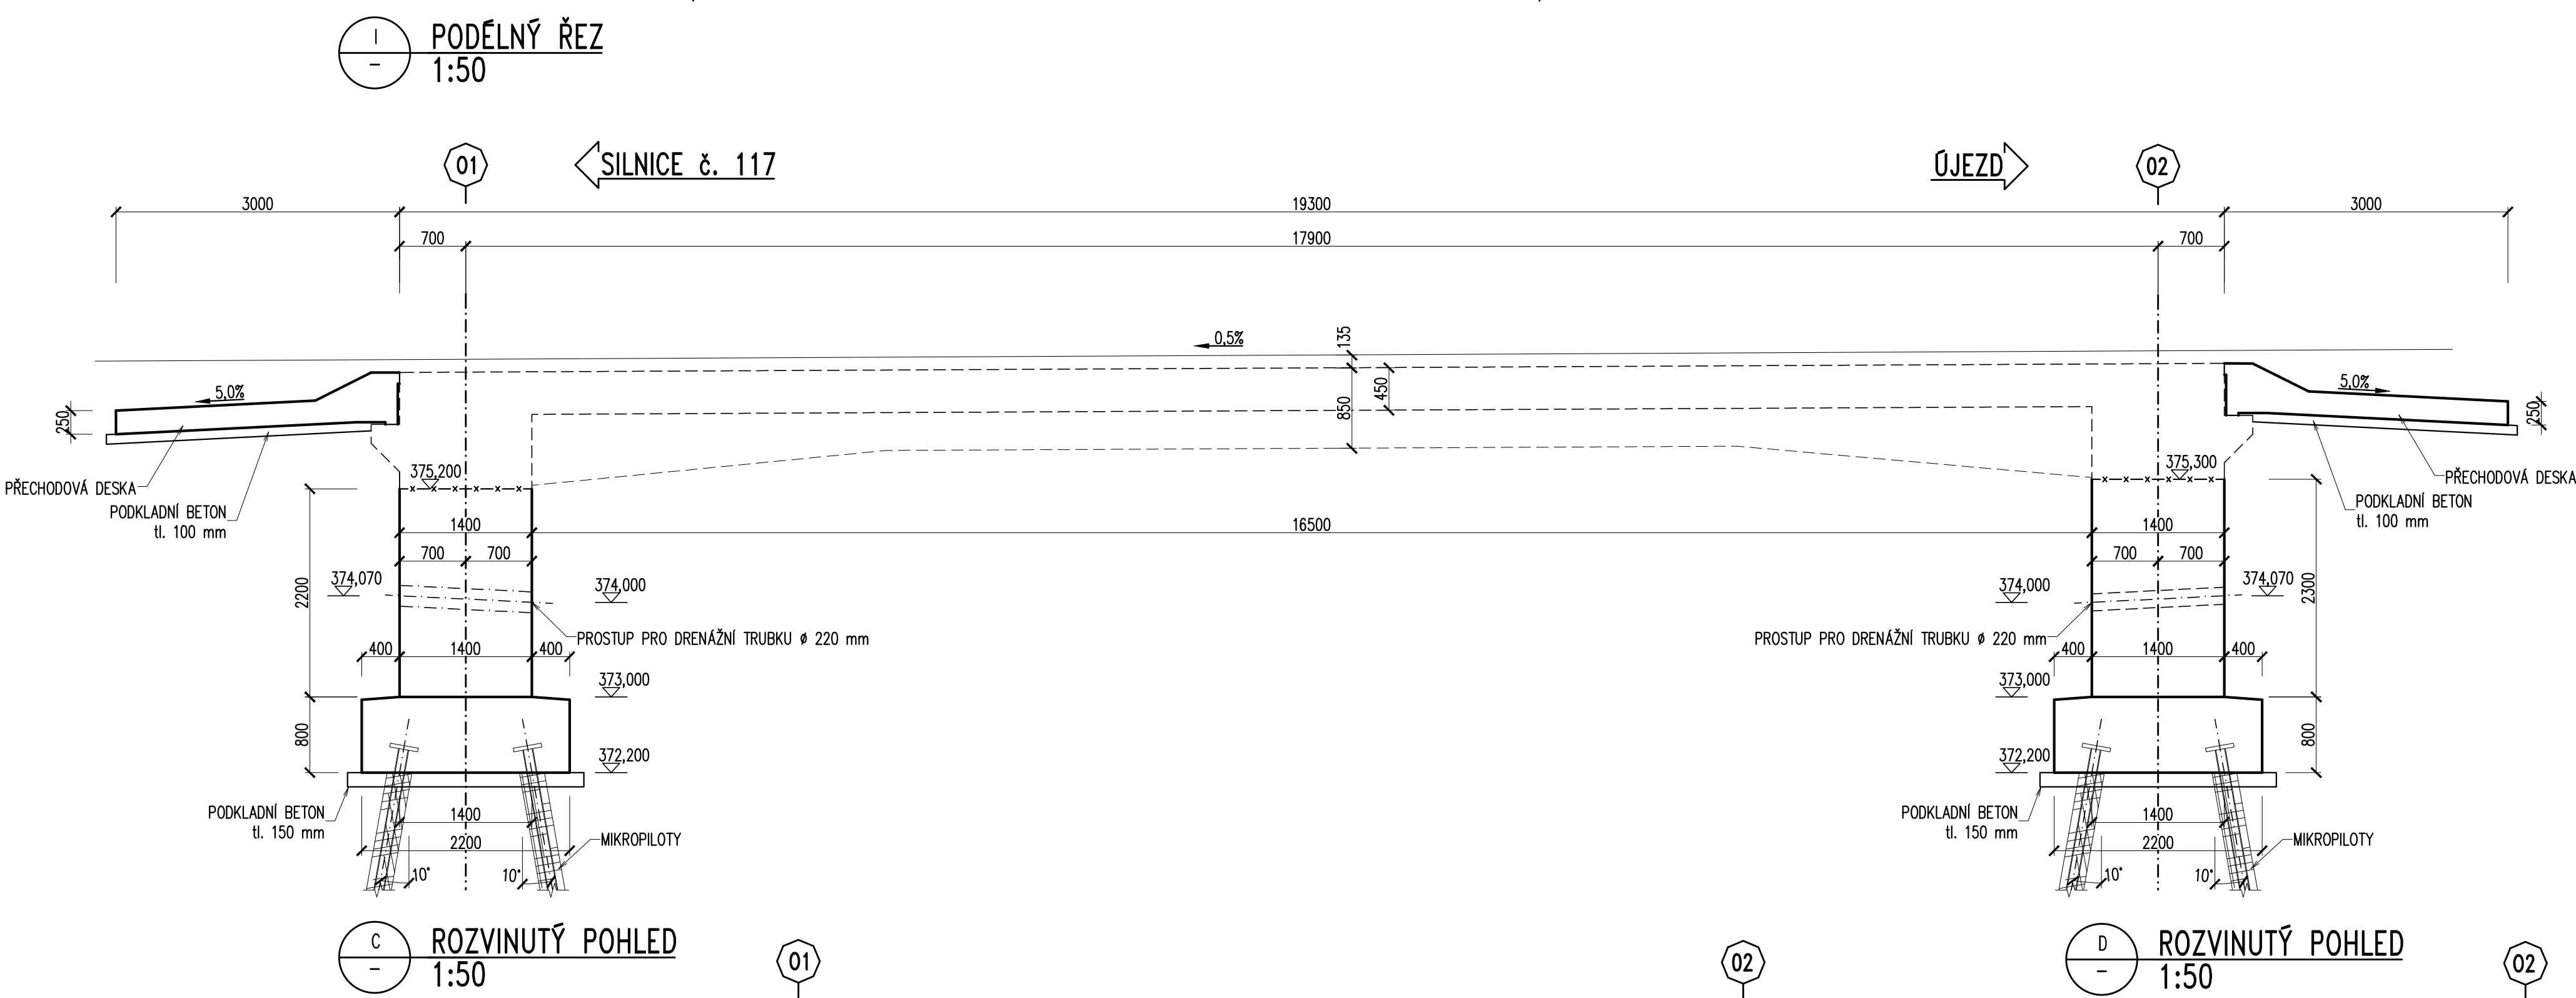 I
-
PODÉLNÝ ŘEZ
1:50
01
SILNICE č. 117
ÚJEZD
02
3000
19300
3000
700
17900
700
0,5%
135
450
850
5,0%
250
5,0%
250
PŘECHODOVÁ DESKA
PODKLADNÍ BETON
tl. 100 mm
375,200
375,300
PŘECHODOVÁ DESKA
PODKLADNÍ BETON
tl. 100 mm
1400
16500
1400
700
700
700
700
374,070
374,000
374,000
374,070
2200
2300
PROSTUP PRO DRENÁŽNÍ TRUBKU ø 220 mm
PROSTUP PRO DRENÁŽNÍ TRUBKU ø 220 mm
400
1400
400
400
1400
400
373,000
373,000
800
800
372,200
372,200
PODKLADNÍ BETON
tl. 150 mm
1400
2200
MIKROPILOTY
10°
10°
PODKLADNÍ BETON
tl. 150 mm
1400
2200
MIKROPILOTY
10°
10°
C
-
ROZVINUTÝ POHLED
1:50
01
02
D
-
ROZVINUTÝ POHLED
1:50
02